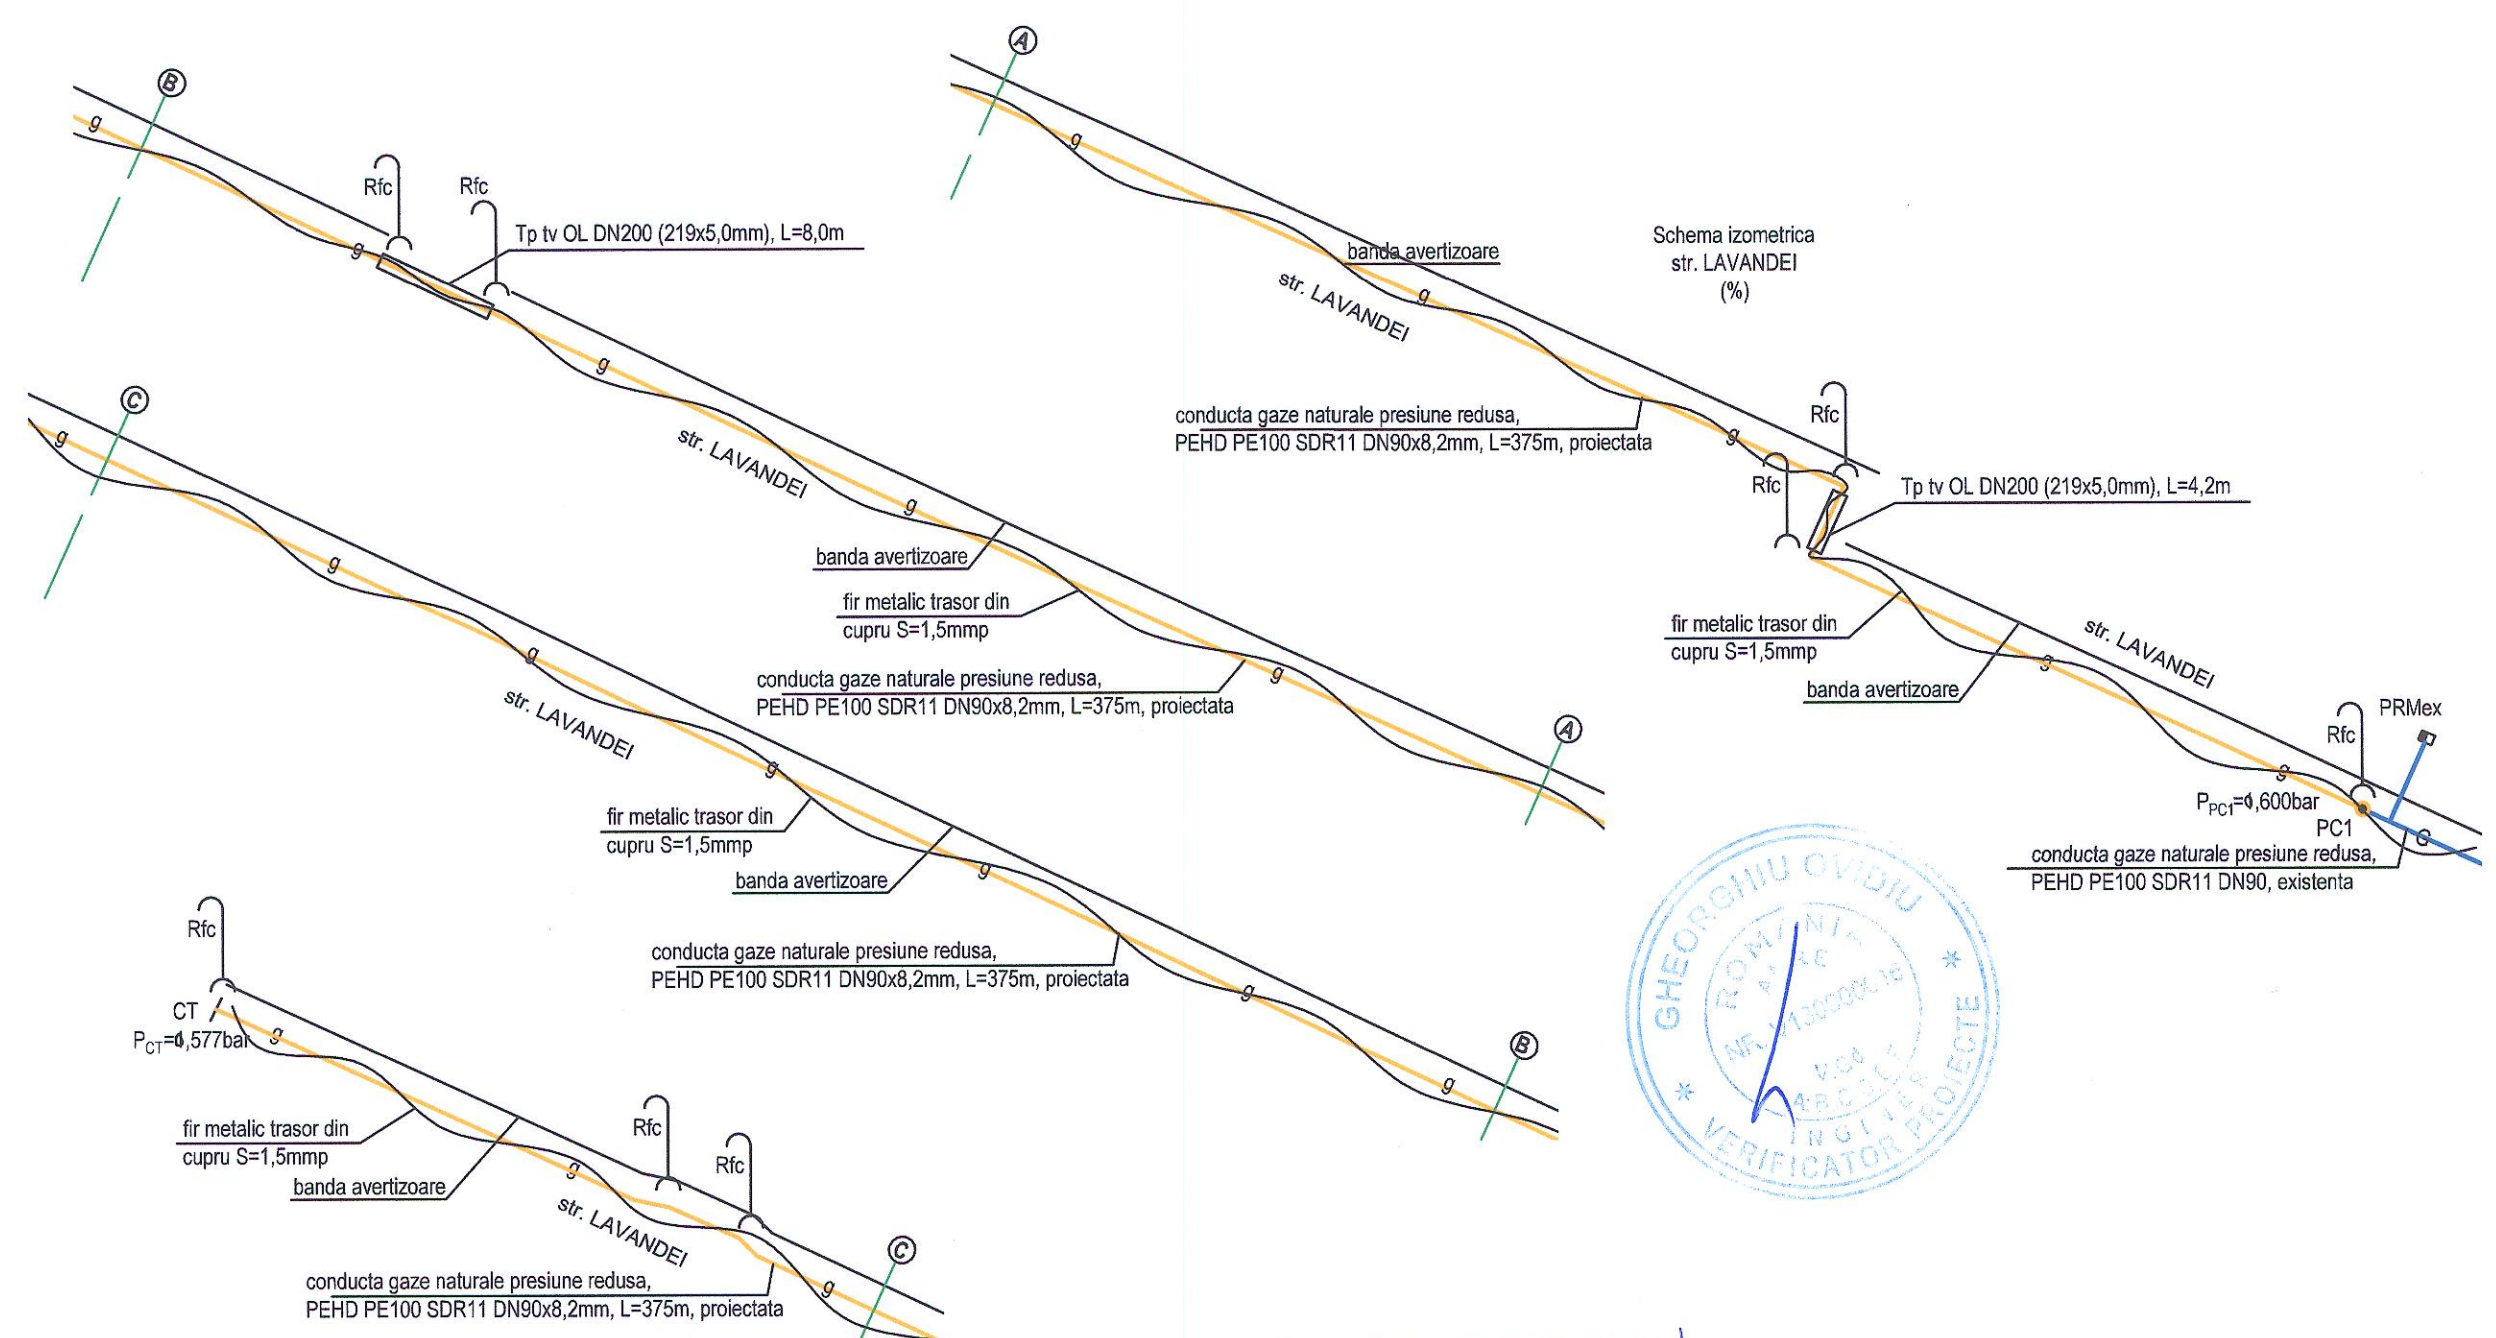 A
B
g
g
Rfc
Rfc
Tp tv OL DN200 (219x5,0mm), L=8,0m
g
g
str. LAVANDEI
g
banda avertizoare
fir metalic trasor din
cupru S=1,5mmp
conducta gaze naturale presiune redusa,
PEHD PE100 SDR11 DN90x8,2mm, L=375m, proiectata
g
A
banda avertizoare
str. LAVANDEI
g
Schema izometrica
str. LAVANDEI
(%)
conducta gaze naturale presiune redusa,
PEHD PE100 SDR11 DN90x8,2mm, L=375m, proiectata
g
Rfc
Rfc
Tp tv OL DN200 (219x5,0mm), L=4,2m
fir metalic trasor din
cupru S=1,5mmp
banda avertizoare
str. LAVANDEI
g
g
Rfc
PRMex
PPC1= ,600bar
PC1
G
conducta gaze naturale presiune redusa,
PEHD PE100 SDR11 DN90, existenta
C
g
g
g
str. LAVANDEI
g
fir metalic trasor din
cupru S=1,5mmp
banda avertizoare
g
conducta gaze naturale presiune redusa,
PEHD PE100 SDR11 DN90x8,2mm, L=375m, proiectata
g
B
g
Rfc
CT
PCT= ,577bar
g
fir metalic trasor din
cupru S=1,5mmp
banda avertizoare
g
str. LAVANDEI
Rfc
Rfc
conducta gaze naturale presiune redusa,
PEHD PE100 SDR11 DN90x8,2mm, L=375m, proiectata
g
C
GHEORGHIU OVIDIU
VERIFICATOR PROIECTE
ROMÂNIA
NR.